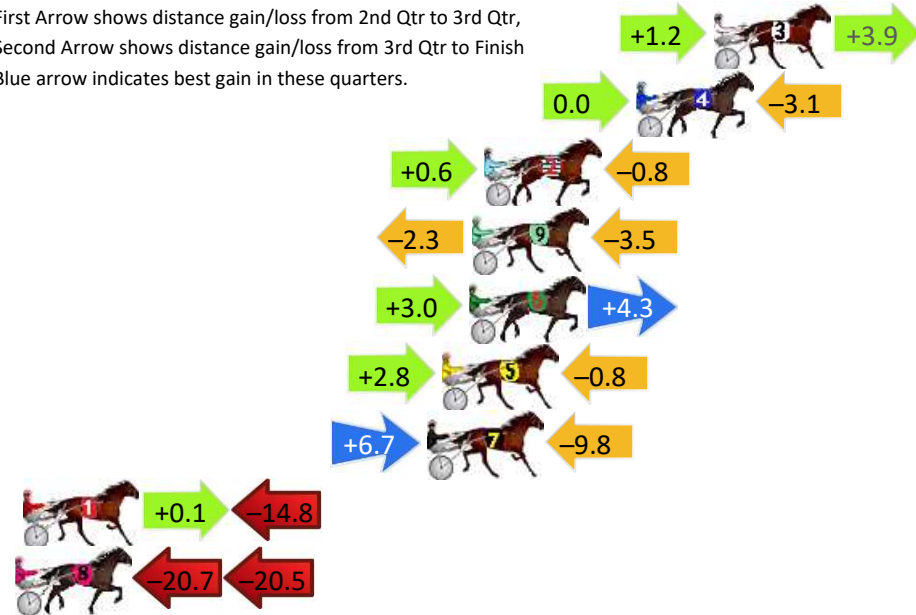 First Arrow shows distance gain/loss from 2nd Qtr to 3rd Qtr,
Second Arrow shows distance gain/loss from 3rd Qtr to Finish
Blue arrow indicates best gain in these quarters.
+1.2 3 +3.9
0.0 4 –3.1
+0.6 –0.8
–2.3 9 –3.5
+3.0 +4.3
+2.8 5 –0.8
+6.7 7 –9.8
1 +0.1 –14.8
8 –20.7 –20.5